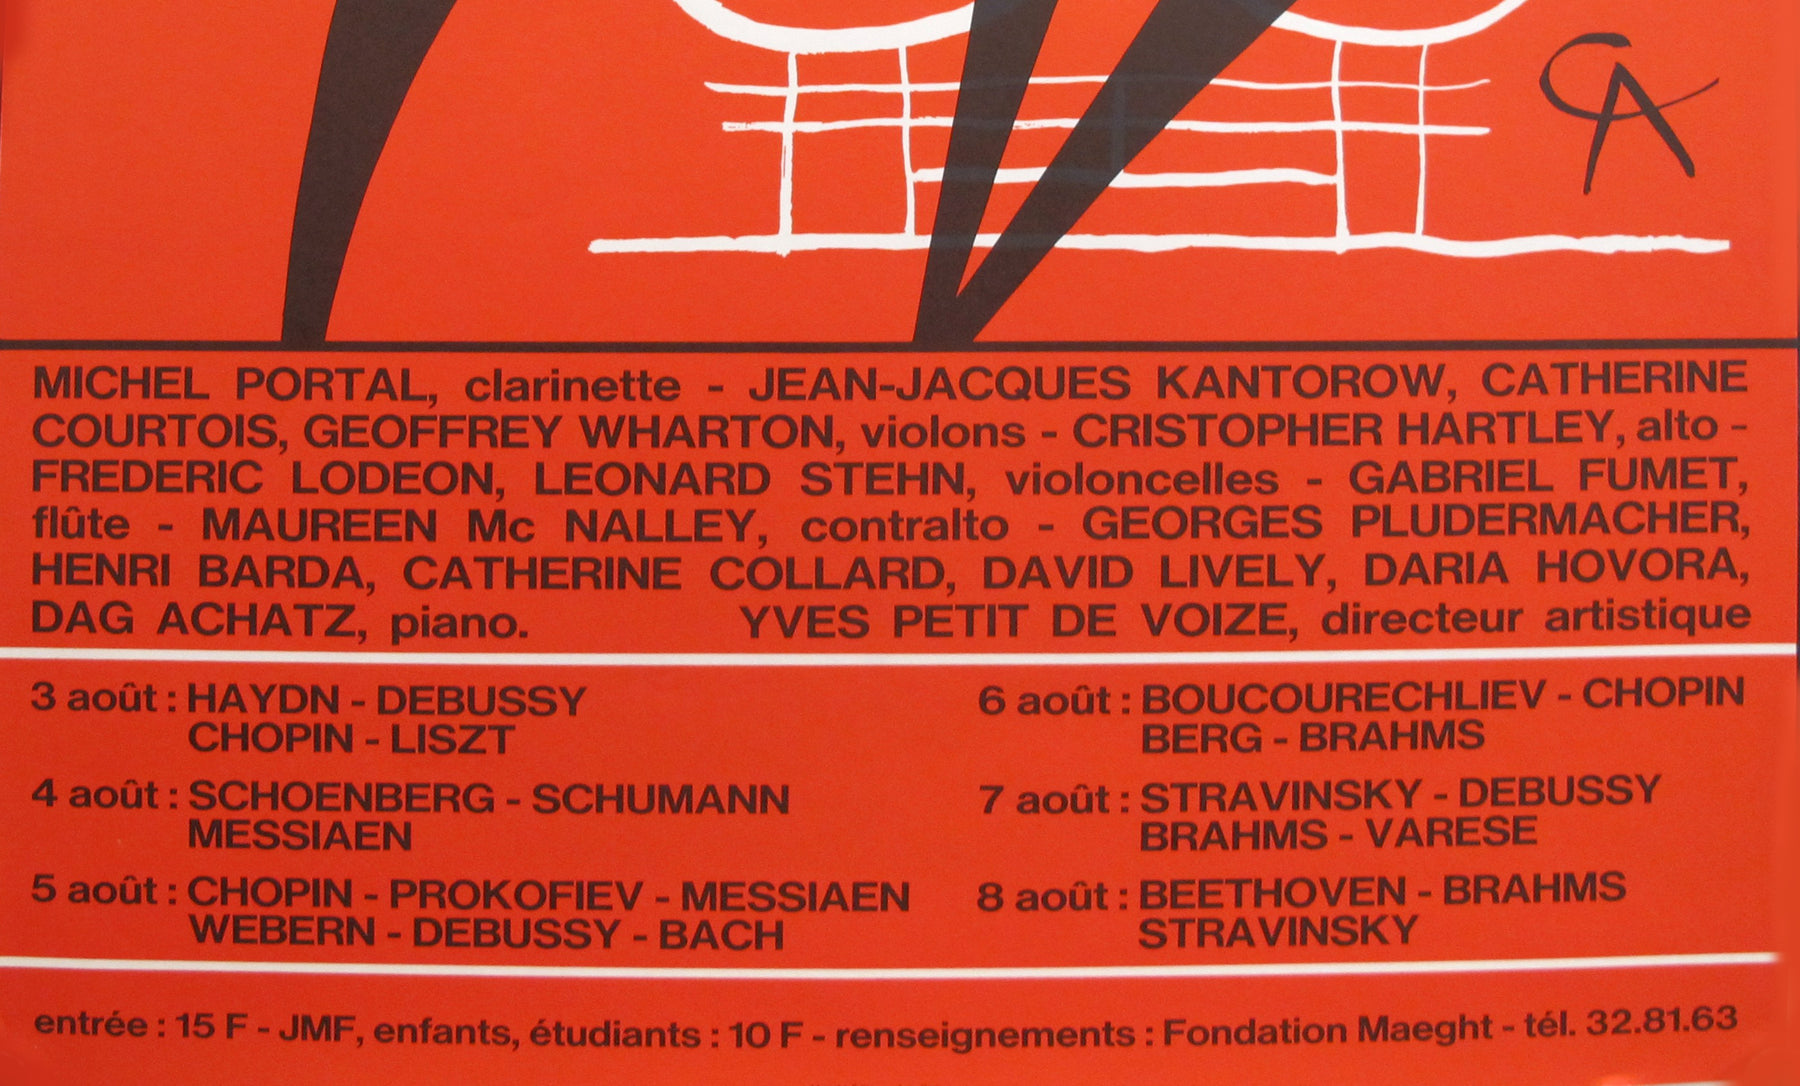 CA
MICHEL PORTAL, clarinette - JEAN-JACQUES KANTOROW, CATHERINE
COURTOIS, GEOFFREY WHARTON, violons - CRISTOPHER HARTLEY, alto -
FREDERIC LODEON, LEONARD STEHN, violoncelles - GABRIEL FUMET,
flûte - MAUREEN Mc NALLEY, contralto - GEORGES PLUDERMACHER,
HENRI BARDA, CATHERINE COLLARD, DAVID LIVELY, DARIA HOVORA,
DAG ACHATZ, piano. YVES PETIT DE VOIZE, directeur artistique
3 août : HAYDN - DEBUSSY
CHOPIN - LISZT
4 août : SCHOENBERG - SCHUMANN
MESSIAEN
5 août : CHOPIN - PROKOFIEV - MESSIAEN
WEBERN - DEBUSSY - BACH
6 août : BOUCOURECHLIEV - CHOPIN
BERG - BRAHMS
7 août : STRAVINSKY - DEBUSSY
BRAHMS - VARESE
8 août : BEETHOVEN - BRAHMS
STRAVINSKY
entrée : 15 F - JMF, enfants, étudiants : 10 F - renseignements : Fondation Maeght - tél. 32.81.63